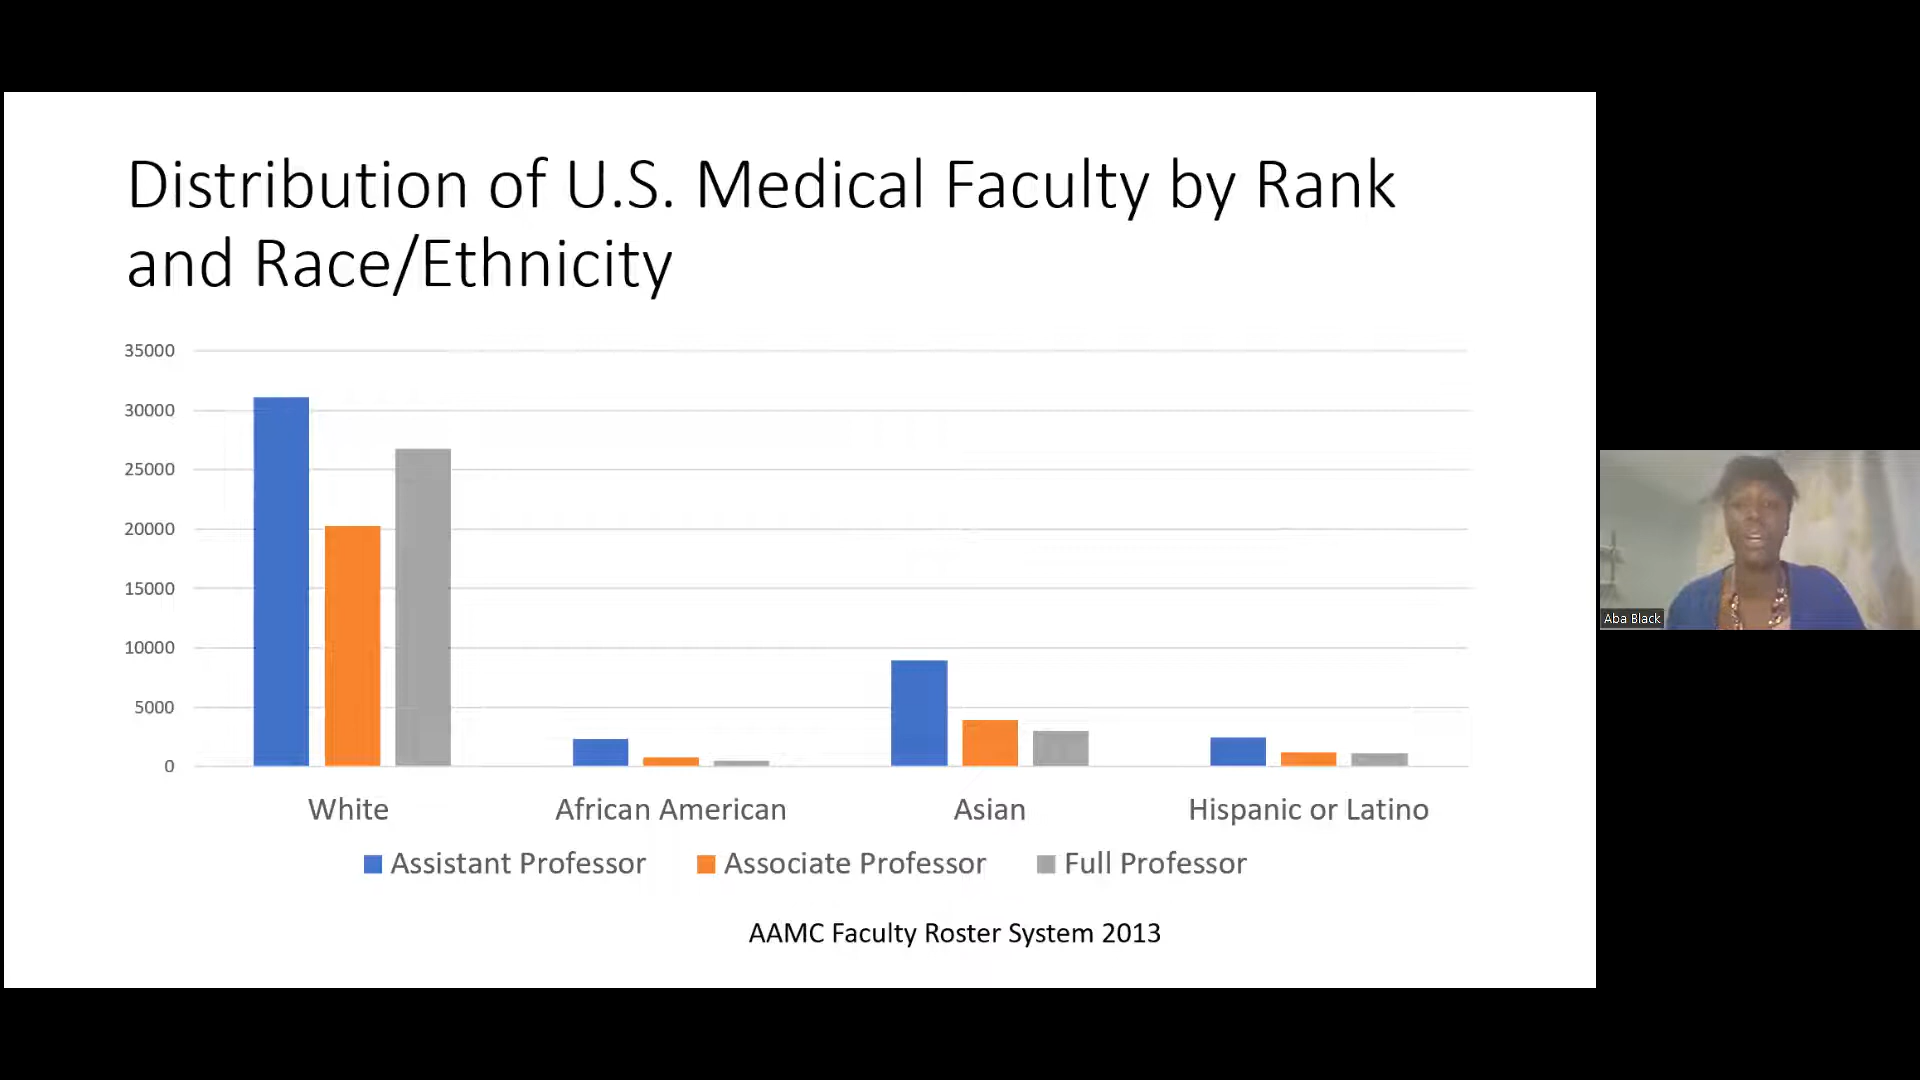 Distribution of U.S. Medical Faculty by Rank
and Race/Ethnicity
35000
30000
25000
20000
15000
10000
5000
0
White African American Asian Hispanic or Latino
Assistant Professor Associate Professor Full Professor
AAMC Faculty Roster System 2013
Aba Black